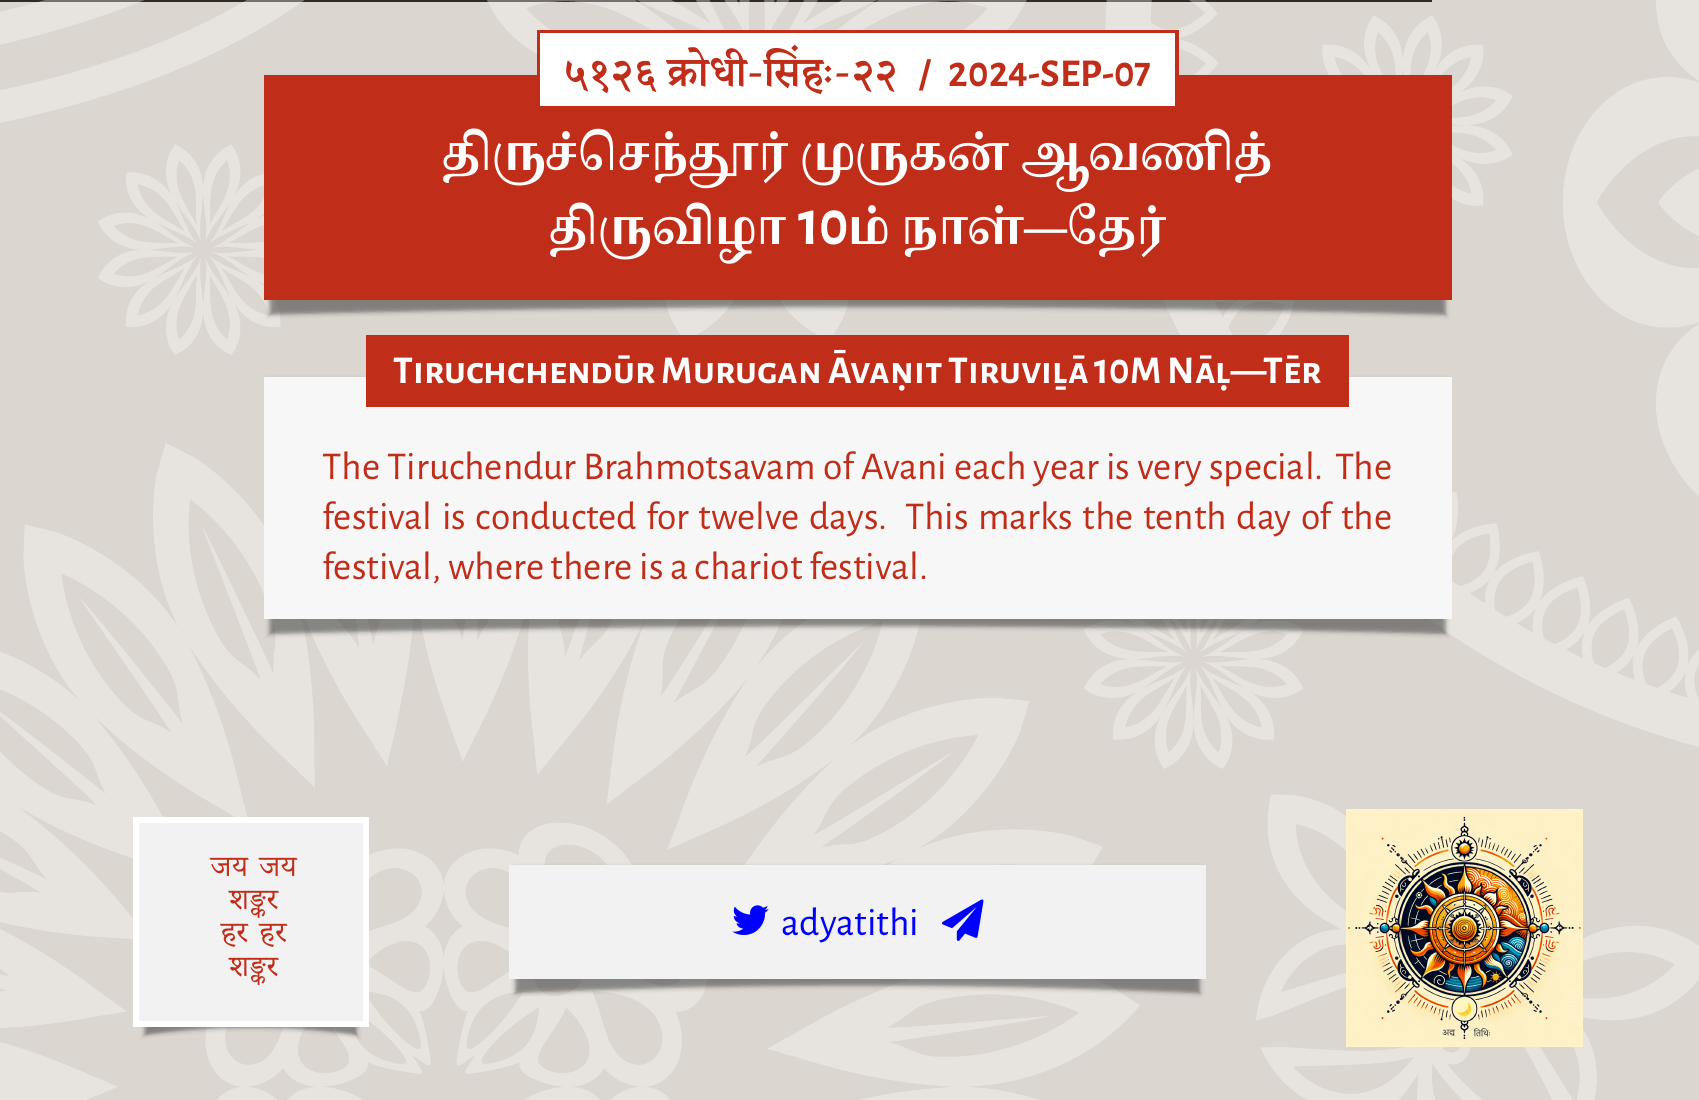 ५१२६ क्रोधी-सिंहः-२२ / 2024-SEP-07
திருச்செந்தூர் முருகன் ஆவணித்
திருவிழா 10ம் நாள்—தேர்
Tiruchchendūr Murugan Āvaṇit Tiruviḻā 10m Nāḷ—Tēr
The Tiruchendur Brahmotsavam of Avani each year is very special. The
festival is conducted for twelve days. This marks the tenth day of the
festival, where there is a chariot festival.
जय जय
शङ्कर
हर हर
शङ्कर
adyatithi
अद्य तिथिः